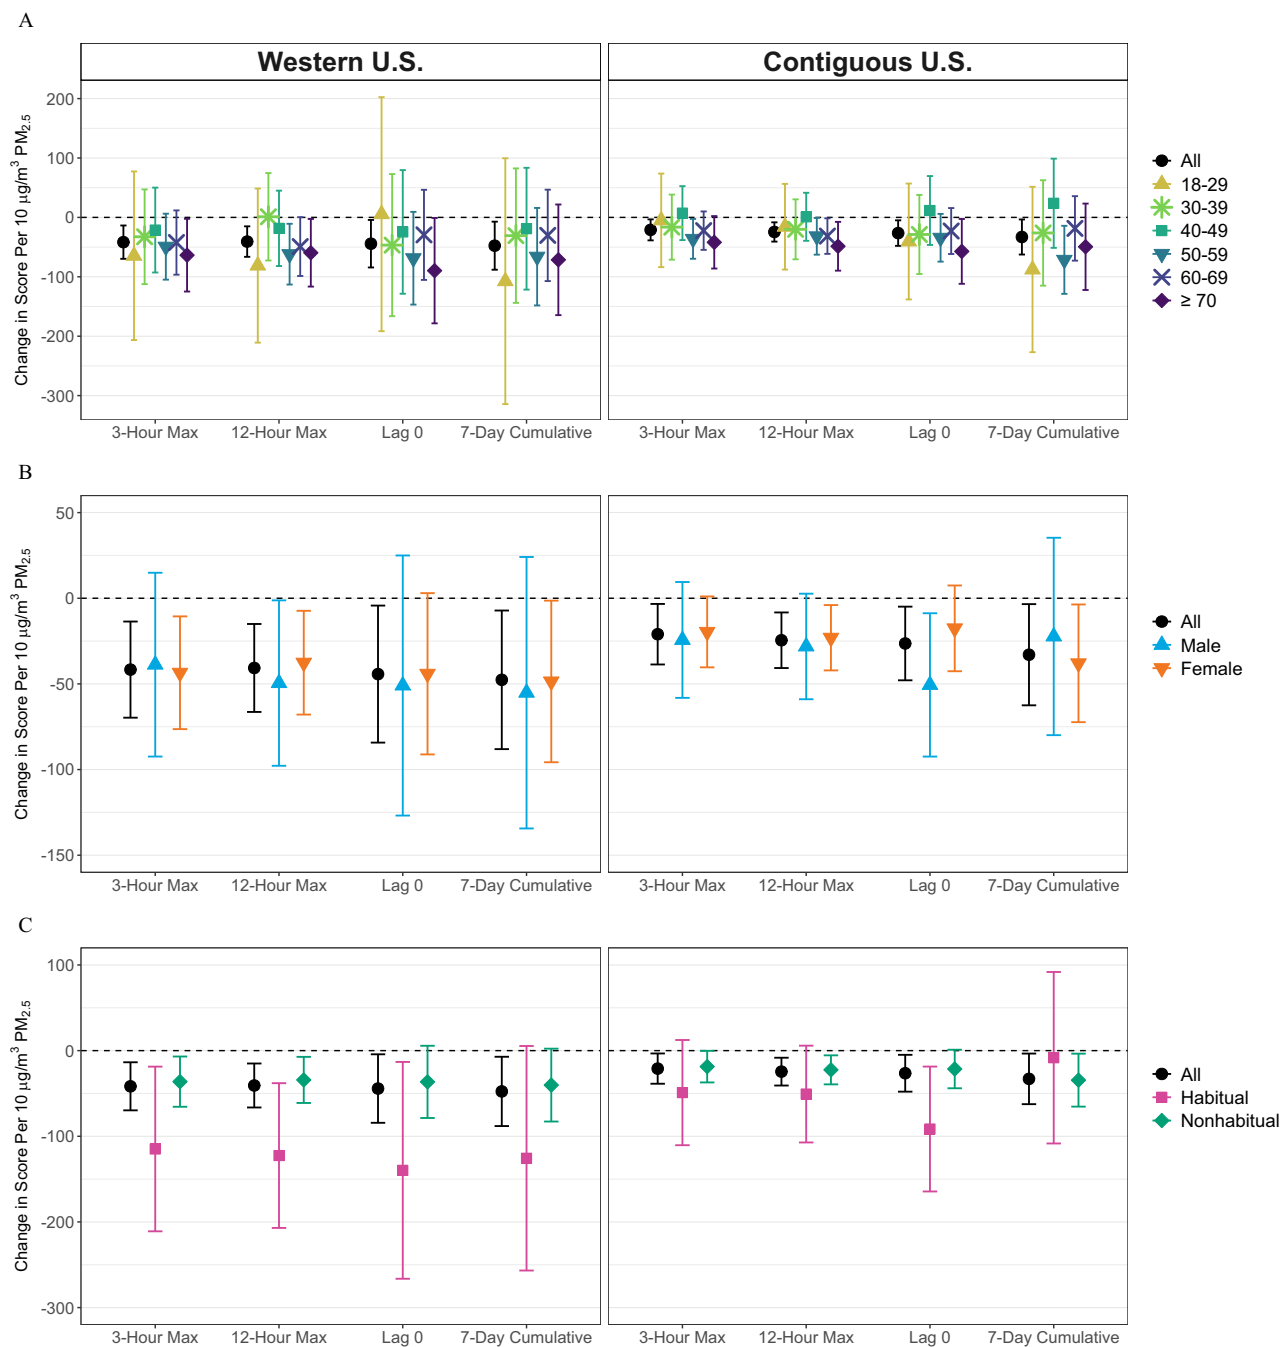 A
Western U.S.
Contiguous U.S.
Change in Score Per 10 µg/m³ PM₂.₅
200
100
0
-100
-200
-300
3-Hour Max
12-Hour Max
Lag 0
7-Day Cumulative
3-Hour Max
12-Hour Max
Lag 0
7-Day Cumulative
All
18-29
30-39
40-49
50-59
60-69
≥ 70
B
Change in Score Per 10 µg/m³ PM₂.₅
50
0
-50
-100
-150
3-Hour Max
12-Hour Max
Lag 0
7-Day Cumulative
3-Hour Max
12-Hour Max
Lag 0
7-Day Cumulative
All
Male
Female
C
Change in Score Per 10 µg/m³ PM₂.₅
100
0
-100
-200
-300
3-Hour Max
12-Hour Max
Lag 0
7-Day Cumulative
3-Hour Max
12-Hour Max
Lag 0
7-Day Cumulative
All
Habitual
Nonhabitual